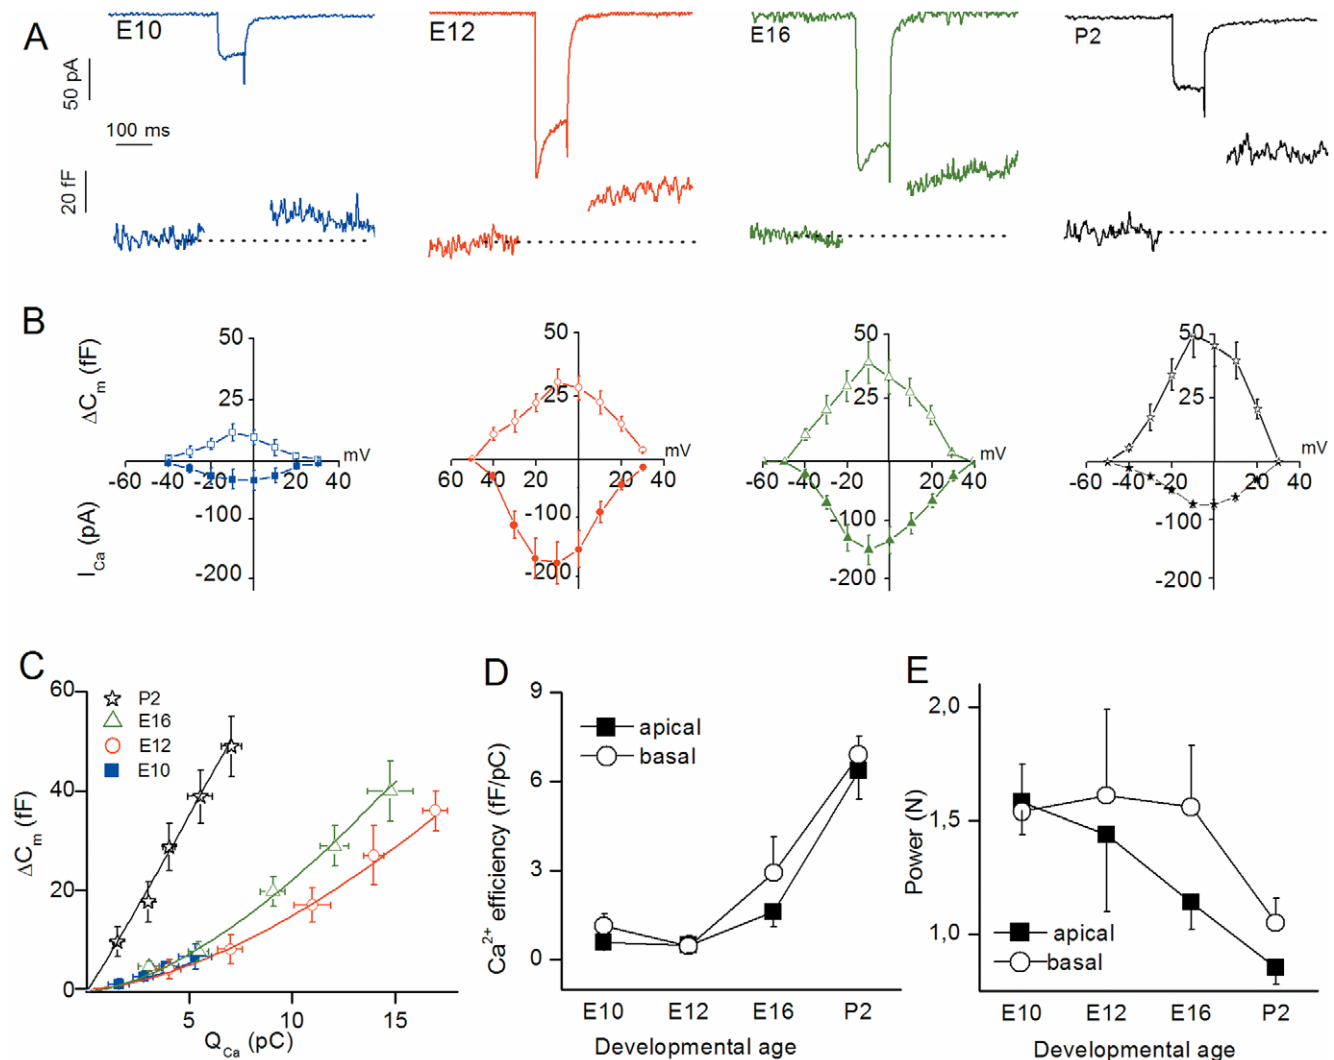 A
E10
E12
E16
P2
50 pA
100 ms
20 fF
B
ΔCm (fF)
ICa (pA)
50
25
mV
-60 -20 20 40
-100
-200
50
25
mV
-60 -40 -20 20 40
-100
-200
50
25
mV
-60 -40 -20 20 40
-100
-200
50
25
mV
-60 -40 -20 20 40
-100
-200
C
P2
E16
E12
E10
60
40
20
0
ΔCm (fF)
5 10 15
QCa (pC)
D
apical
basal
9
6
3
0
Ca2+ efficiency (fF/pC)
E10 E12 E16 P2
Developmental age
E
2,0
1,5
1,0
Power (N)
apical
basal
E10 E12 E16 P2
Developmental age